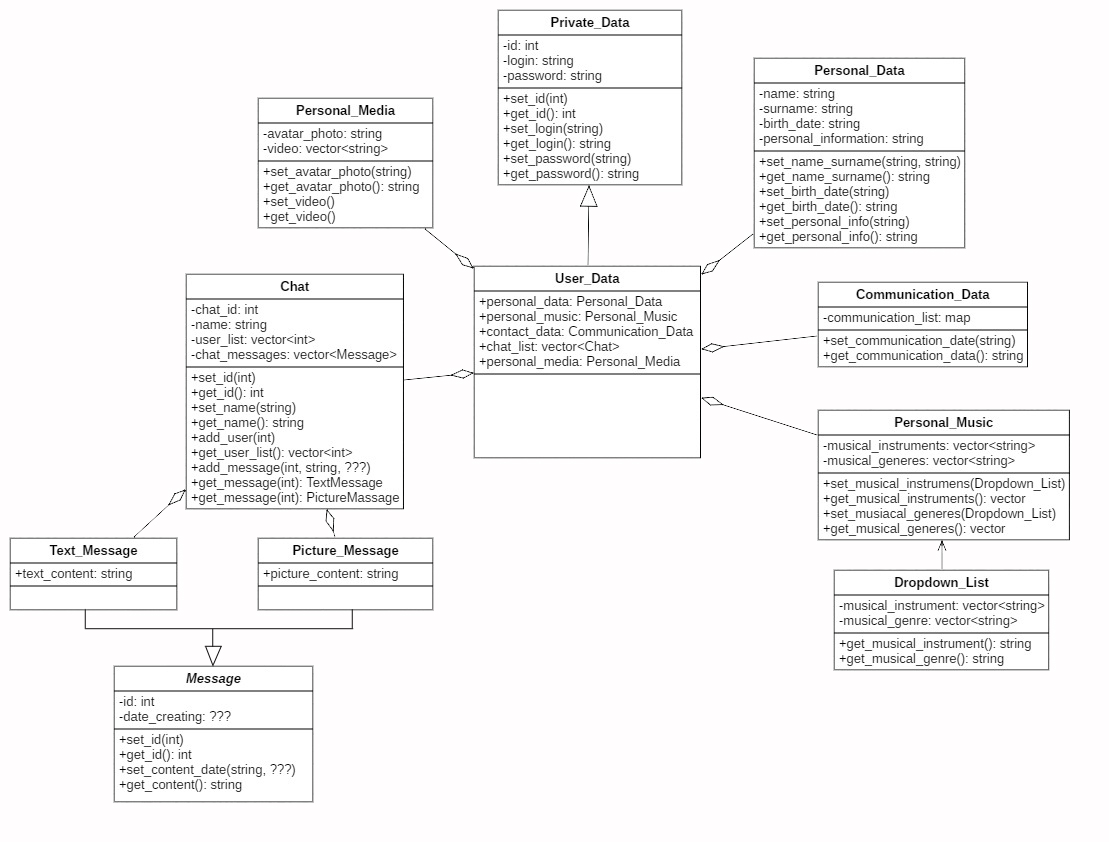 Private_Data
-id: int
-login: string
-password: string
+set_id(int)
+get_id(): int
+set_login(string)
+get_login(): string
+set_password(string)
+get_password(): string
Personal_Data
-name: string
-surname: string
-birth_date: string
-personal_information: string
+set_name_surname(string, string)
+get_name_surname(): string
+set_birth_date(string)
+get_birth_date(): string
+set_personal_info(string)
+get_personal_info(): string
Personal_Media
-avatar_photo: string
-video: vector<string>
+set_avatar_photo(string)
+get_avatar_photo(): string
+set_video()
+get_video()
User_Data
+personal_data: Personal_Data
+personal_music: Personal_Music
+contact_data: Communication_Data
+chat_list: vector<Chat>
+personal_media: Personal_Media
Chat
-chat_id: int
-name: string
-user_list: vector<int>
-chat_messages: vector<Message>
+set_id(int)
+get_id(): int
+set_name(string)
+get_name(): string
+add_user(int)
+get_user_list(): vector<int>
+add_message(int, string, ???)
+get_message(int): TextMessage
+get_message(int): PictureMassage
Communication_Data
-communication_list: map
+set_communication_date(string)
+get_communication_data(): string
Personal_Music
-musical_instruments: vector<string>
-musical_generes: vector<string>
+set_musical_instrumens(Dropdown_List)
+get_musical_instruments(): vector
+set_musiacal_generes(Dropdown_List)
+get_musical_generes(): vector
Text_Message
+text_content: string
Picture_Message
+picture_content: string
Dropdown_List
-musical_instrument: vector<string>
-musical_genre: vector<string>
+get_musical_instrument(): string
+get_musical_genre(): string
Message
-id: int
-date_creating: ???
+set_id(int)
+get_id(): int
+set_content_date(string, ???)
+get_content(): string